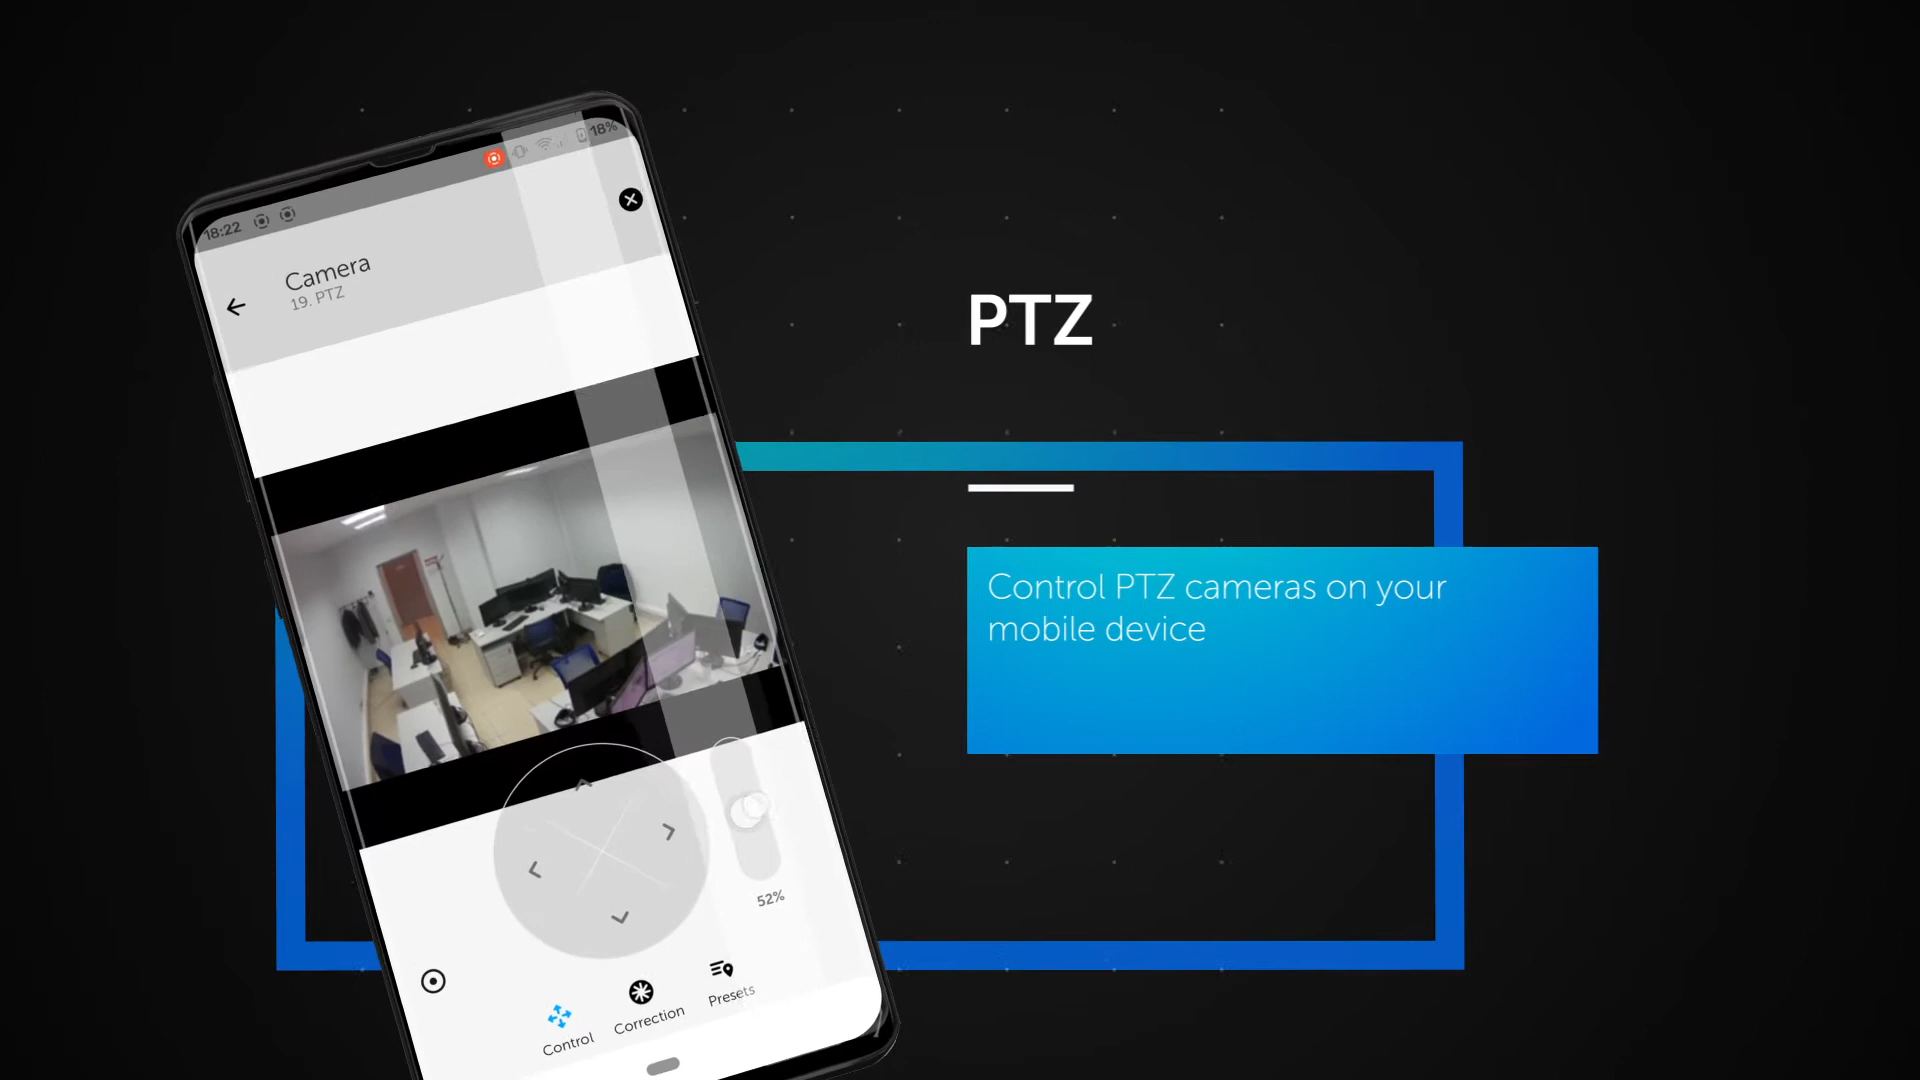 18:22
18%
Camera
19. PTZ
52%
Control
Correction
Presets
PTZ
Control PTZ cameras on your
mobile device